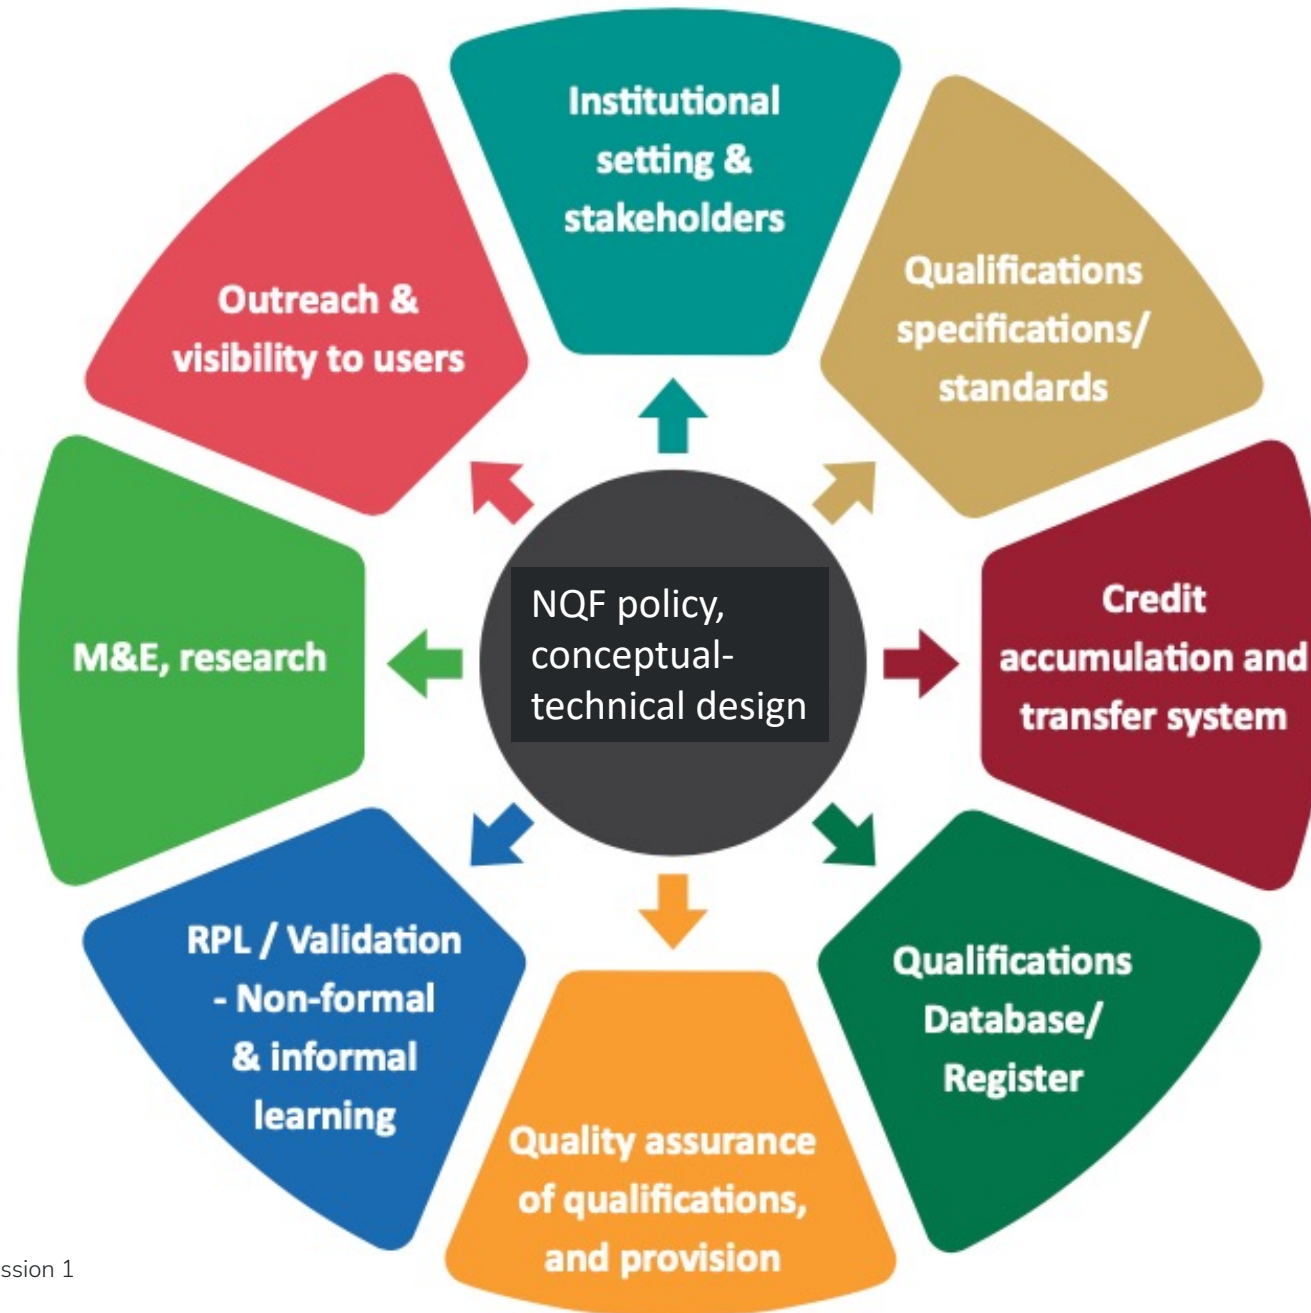 Institutional
setting &
stakeholders
Qualifications
specifications/
standards
Credit
accumulation and
transfer system
Qualifications
Database/
Register
Quality assurance
of qualifications,
and provision
RPL / Validation
- Non-formal
& informal
learning
M&E, research
Outreach &
visibility to users
NQF policy,
conceptual-
technical design
ssion 1